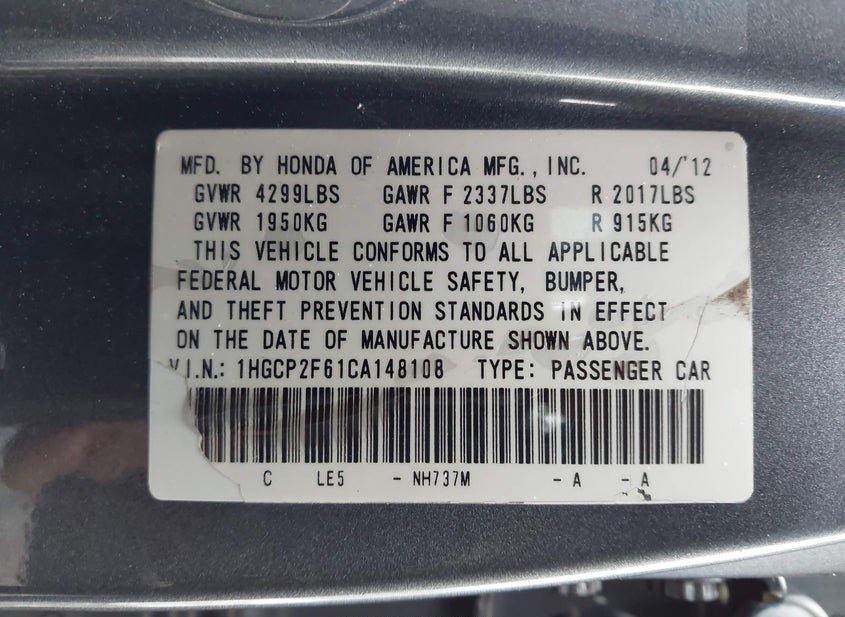 MFD. BY HONDA OF AMERICA MFG., INC. 04/'12
GVWR 4299LBS GAWR F 2337LBS R 2017LBS
GVWR 1950KG GAWR F 1060KG R 915KG
THIS VEHICLE CONFORMS TO ALL APPLICABLE
FEDERAL MOTOR VEHICLE SAFETY, BUMPER,
AND THEFT PREVENTION STANDARDS IN EFFECT
ON THE DATE OF MANUFACTURE SHOWN ABOVE.
V.I.N.: 1HGCP2F61CA148108 TYPE: PASSENGER CAR
C LE5 - NH737M - A - A